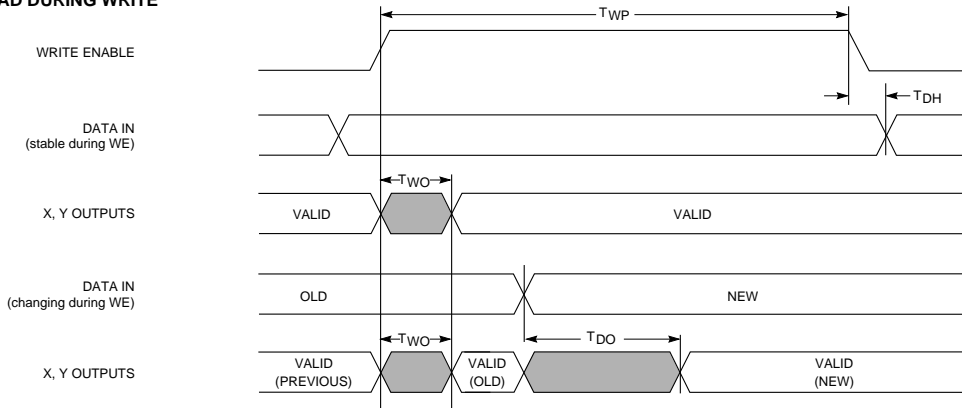 AD DURING WRITE
TWP
WRITE ENABLE
TDH
DATA IN
(stable during WE)
TWO
X, Y OUTPUTS
VALID
VALID
DATA IN
(changing during WE)
OLD
NEW
TWO
TDO
X, Y OUTPUTS
VALID
(PREVIOUS)
VALID
(OLD)
VALID
(NEW)